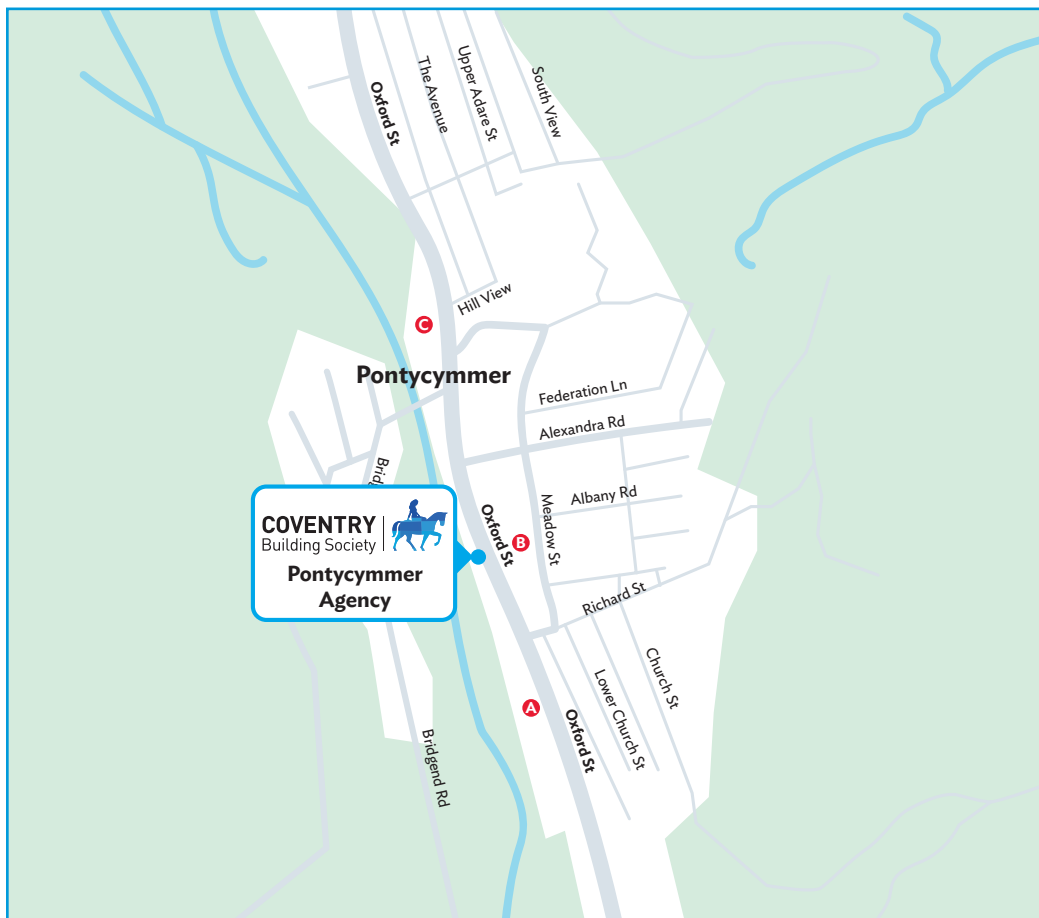 Oxford St
The Avenue
Upper Adare St
South View
Hill View
C
Pontycymmer
Federation Ln
Alexandra Rd
Albany Rd
Meadow St
Oxford St
B
COVENTRY
Building Society
Pontycymmer
Agency
Richard St
Church St
Lower Church St
A
Oxford St
Bridgend Rd